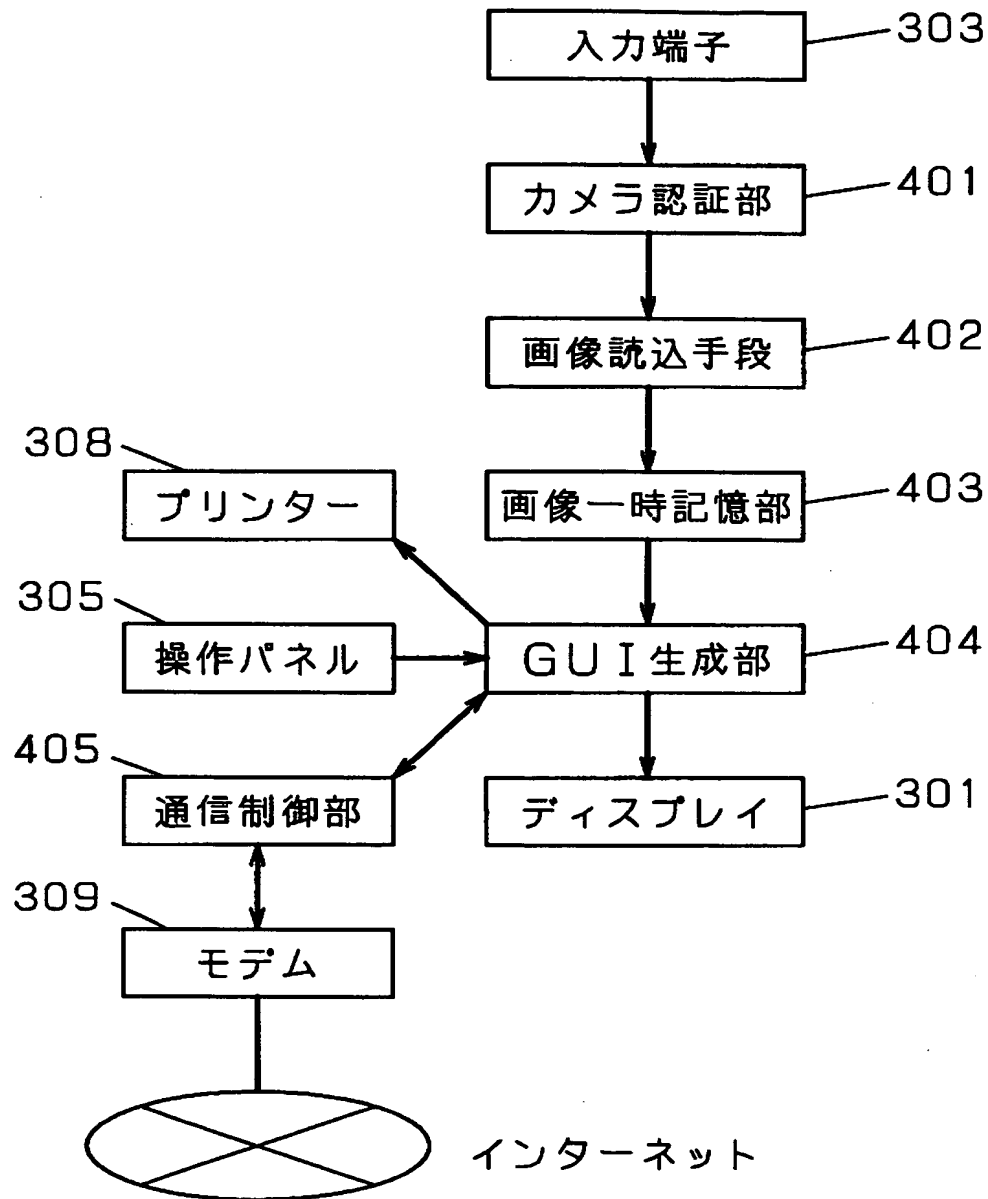 入力端子
303
カメラ認証部
401
画像読込手段
402
308
プリンター
画像一時記憶部
403
305
操作パネル
GUI生成部
404
405
通信制御部
ディスプレイ
301
309
モデム
インターネット